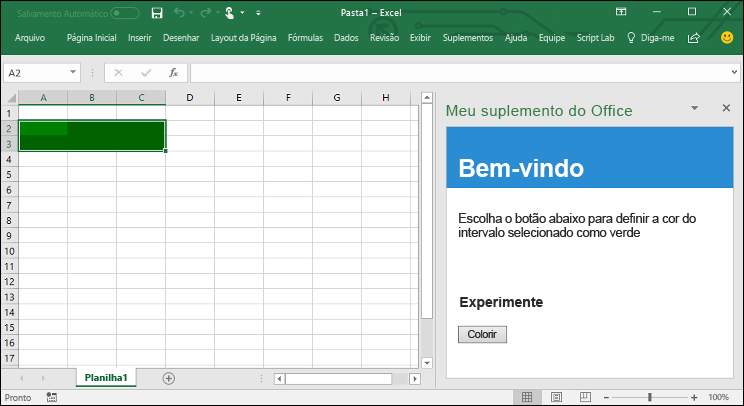 Salvamento Automático
Pasta1 – Excel
Arquivo Página Inicial Inserir Desenhar Layout da Página Fórmulas Dados Revisão Exibir Suplementos Ajuda Equipe Script Lab Diga-me
A2 fx
A B C D E F G H
1
2
3
4
5
6
7
8
9
10
11
12
13
14
15
16
17
Meu suplemento do Office
Bem-vindo
Escolha o botão abaixo para definir a cor do
intervalo selecionado como verde
Experimente
Colorir
Planilha1
Pronto
100%